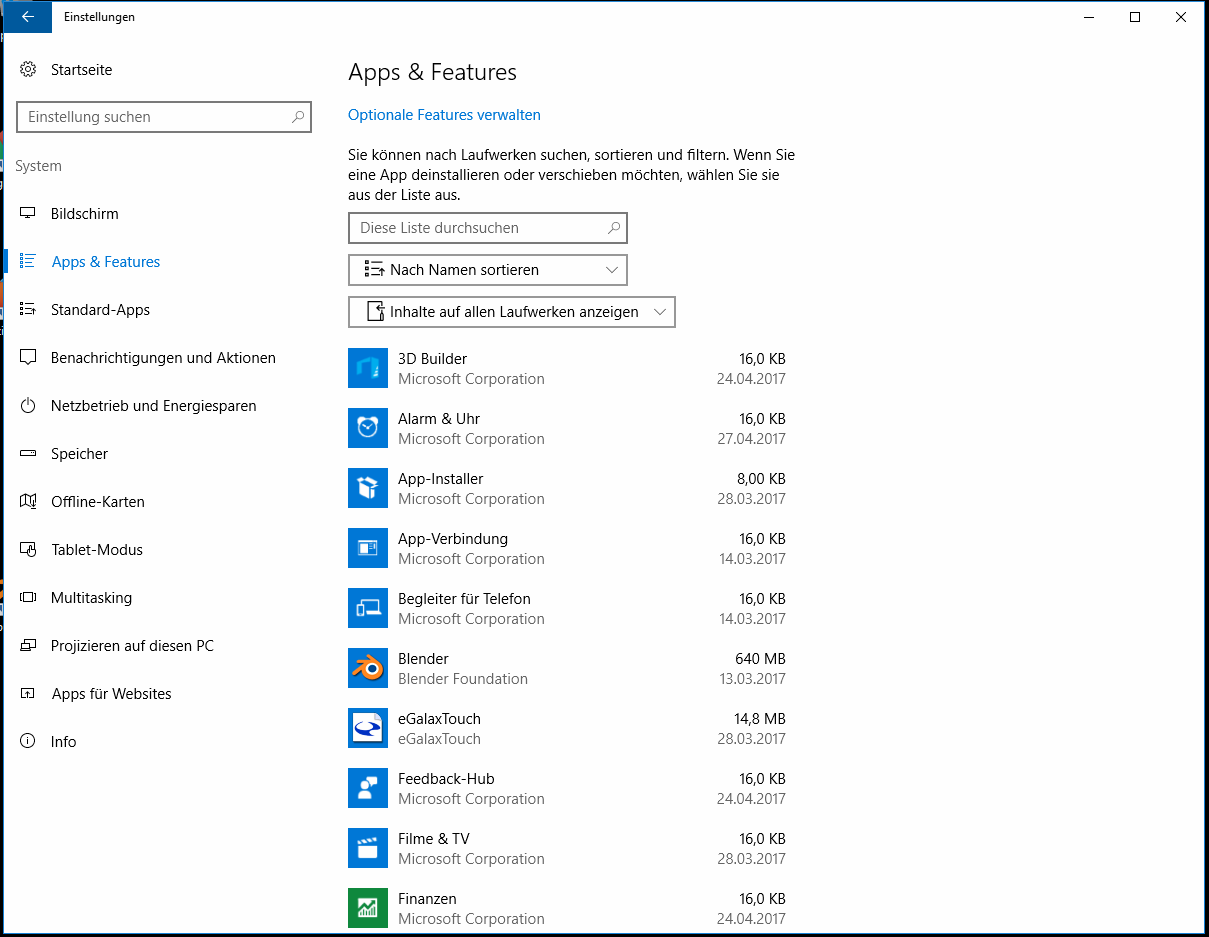 Einstellungen
Startseite
Einstellung suchen
System
Bildschirm
Apps & Features
Standard-Apps
Benachrichtigungen und Aktionen
Netzbetrieb und Energiesparen
Speicher
Offline-Karten
Tablet-Modus
Multitasking
Projizieren auf diesen PC
Apps für Websites
Info
Apps & Features
Optionale Features verwalten
Sie können nach Laufwerken suchen, sortieren und filtern. Wenn Sie
eine App deinstallieren oder verschieben möchten, wählen Sie sie
aus der Liste aus.
Diese Liste durchsuchen
Nach Namen sortieren
Inhalte auf allen Laufwerken anzeigen
3D Builder 16,0 KB
Microsoft Corporation 24.04.2017
Alarm & Uhr 16,0 KB
Microsoft Corporation 27.04.2017
App-Installer 8,00 KB
Microsoft Corporation 28.03.2017
App-Verbindung 16,0 KB
Microsoft Corporation 14.03.2017
Begleiter für Telefon 16,0 KB
Microsoft Corporation 14.03.2017
Blender 640 MB
Blender Foundation 13.03.2017
eGalaxTouch 14,8 MB
eGalaxTouch 28.03.2017
Feedback-Hub 16,0 KB
Microsoft Corporation 24.04.2017
Filme & TV 16,0 KB
Microsoft Corporation 28.03.2017
Finanzen 16,0 KB
Microsoft Corporation 24.04.2017